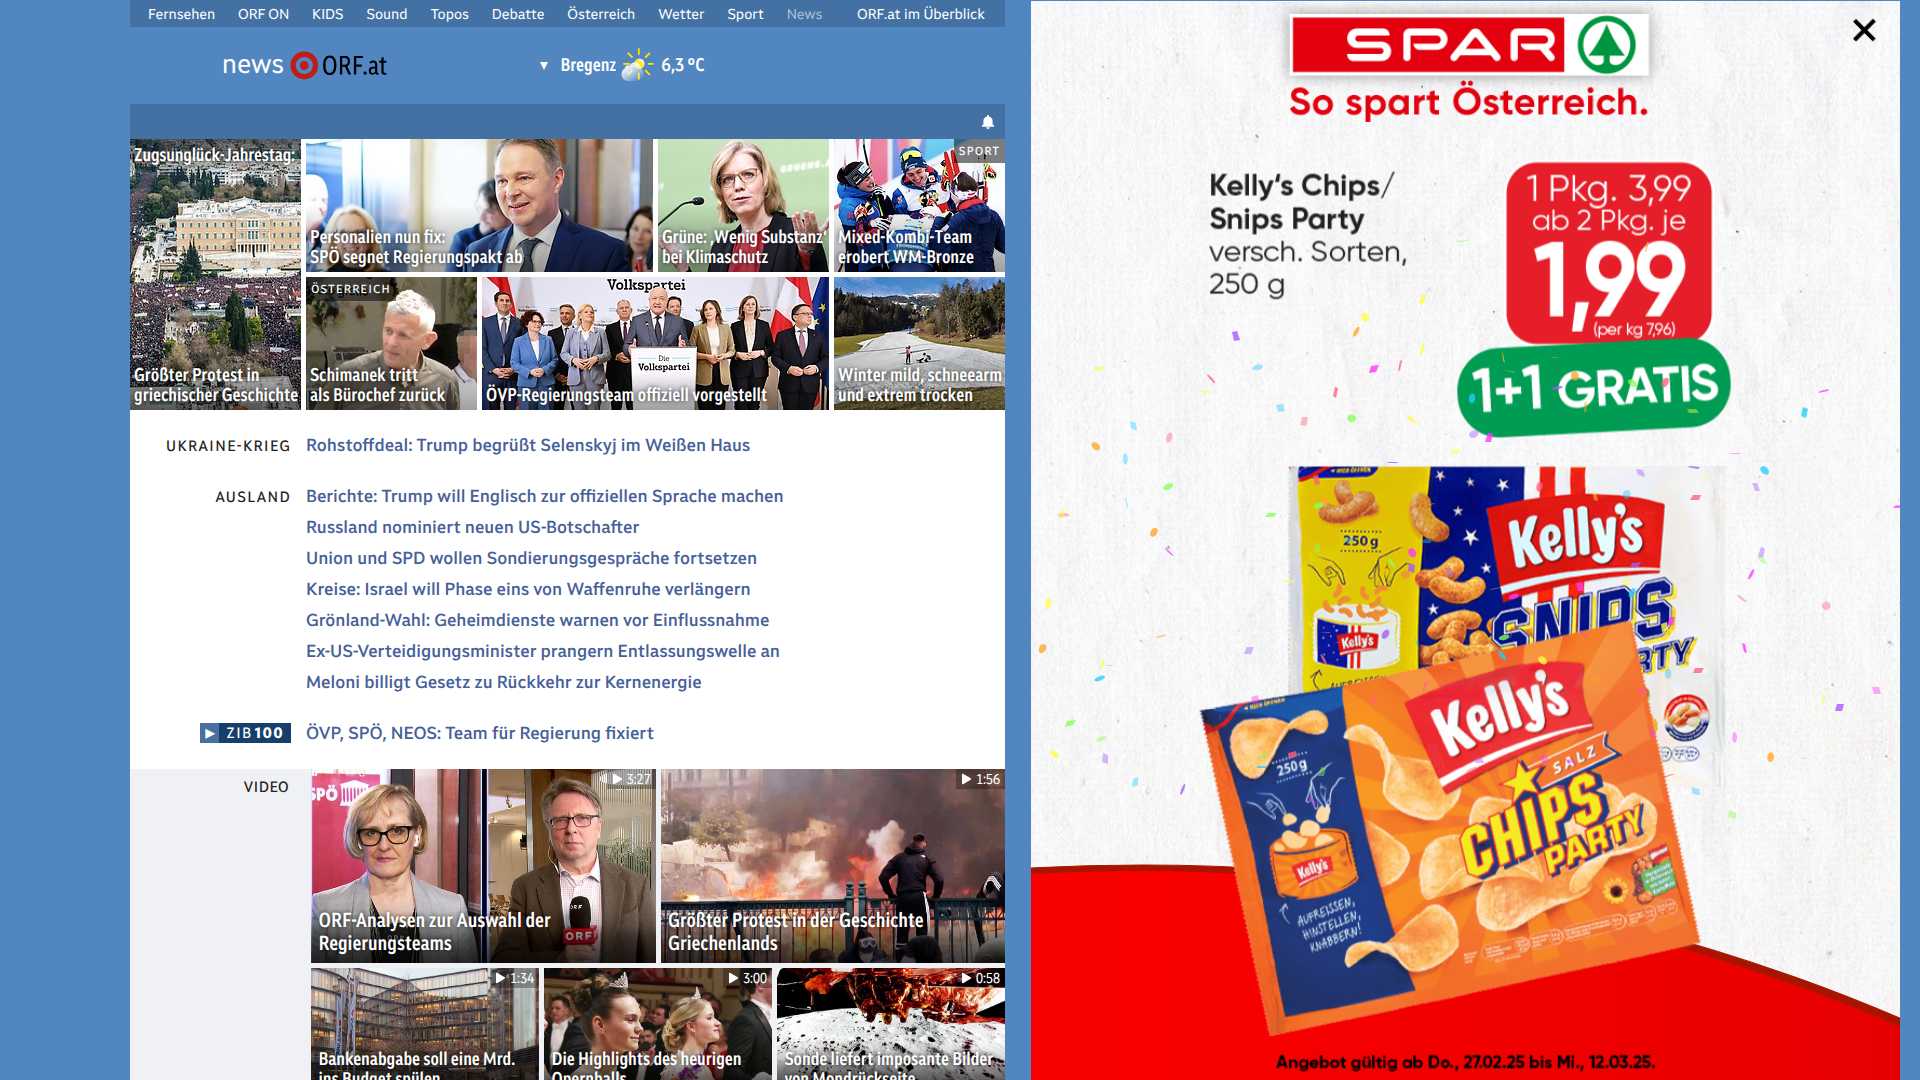 Fernsehen ORF ON KIDS Sound Topos Debatte Österreich Wetter Sport News ORF.at im Überblick
news ORF.at
Bregenz 6,3 °C
Zugsunglück-Jahrestag:
Größter Protest in
griechischer Geschichte
Personalien nun fix:
SPÖ segnet Regierungspakt ab
Grüne: ‚Wenig Substanz‘
bei Klimaschutz
SPORT
Mixed-Kombi-Team
erobert WM-Bronze
ÖSTERREICH
Schimanek tritt
als Bürochef zurück
Volkspartei
Die
Volkspartei
ÖVP-Regierungsteam offiziell vorgestellt
Winter mild, schneearm
und extrem trocken
UKRAINE-KRIEG
Rohstoffdeal: Trump begrüßt Selenskyj im Weißen Haus
AUSLAND
Berichte: Trump will Englisch zur offiziellen Sprache machen
Russland nominiert neuen US-Botschafter
Union und SPD wollen Sondierungsgespräche fortsetzen
Kreise: Israel will Phase eins von Waffenruhe verlängern
Grönland-Wahl: Geheimdienste warnen vor Einflussnahme
Ex-US-Verteidigungsminister prangern Entlassungswelle an
Meloni billigt Gesetz zu Rückkehr zur Kernenergie
ZIB100
ÖVP, SPÖ, NEOS: Team für Regierung fixiert
VIDEO
SPÖ
3:27
ORF
ORF-Analysen zur Auswahl der
Regierungsteams
1:56
Größter Protest in der Geschichte
Griechenlands
1:34
Bankenabgabe soll eine Mrd.
ins Budget spülen
3:00
Die Highlights des heurigen
Opernballs
0:58
Sonde liefert imposante Bilder
von Mondrückseite
SPAR
So spart Österreich.
Kelly's Chips/
Snips Party
versch. Sorten,
250 g
1 Pkg. 3,99
ab 2 Pkg. je
1,99
(per kg 7,96)
1+1 GRATIS
HIER ÖFFNEN
250g
Kelly's
Kelly's
SNIPS
PARTY
HIER ÖFFNEN
250g
Kelly's
AUFREISSEN,
HINSTELLEN,
KNABBERN!
Kelly's
SALZ
CHIPS
PARTY
Angebot gültig ab Do., 27.02.25 bis Mi., 12.03.25.